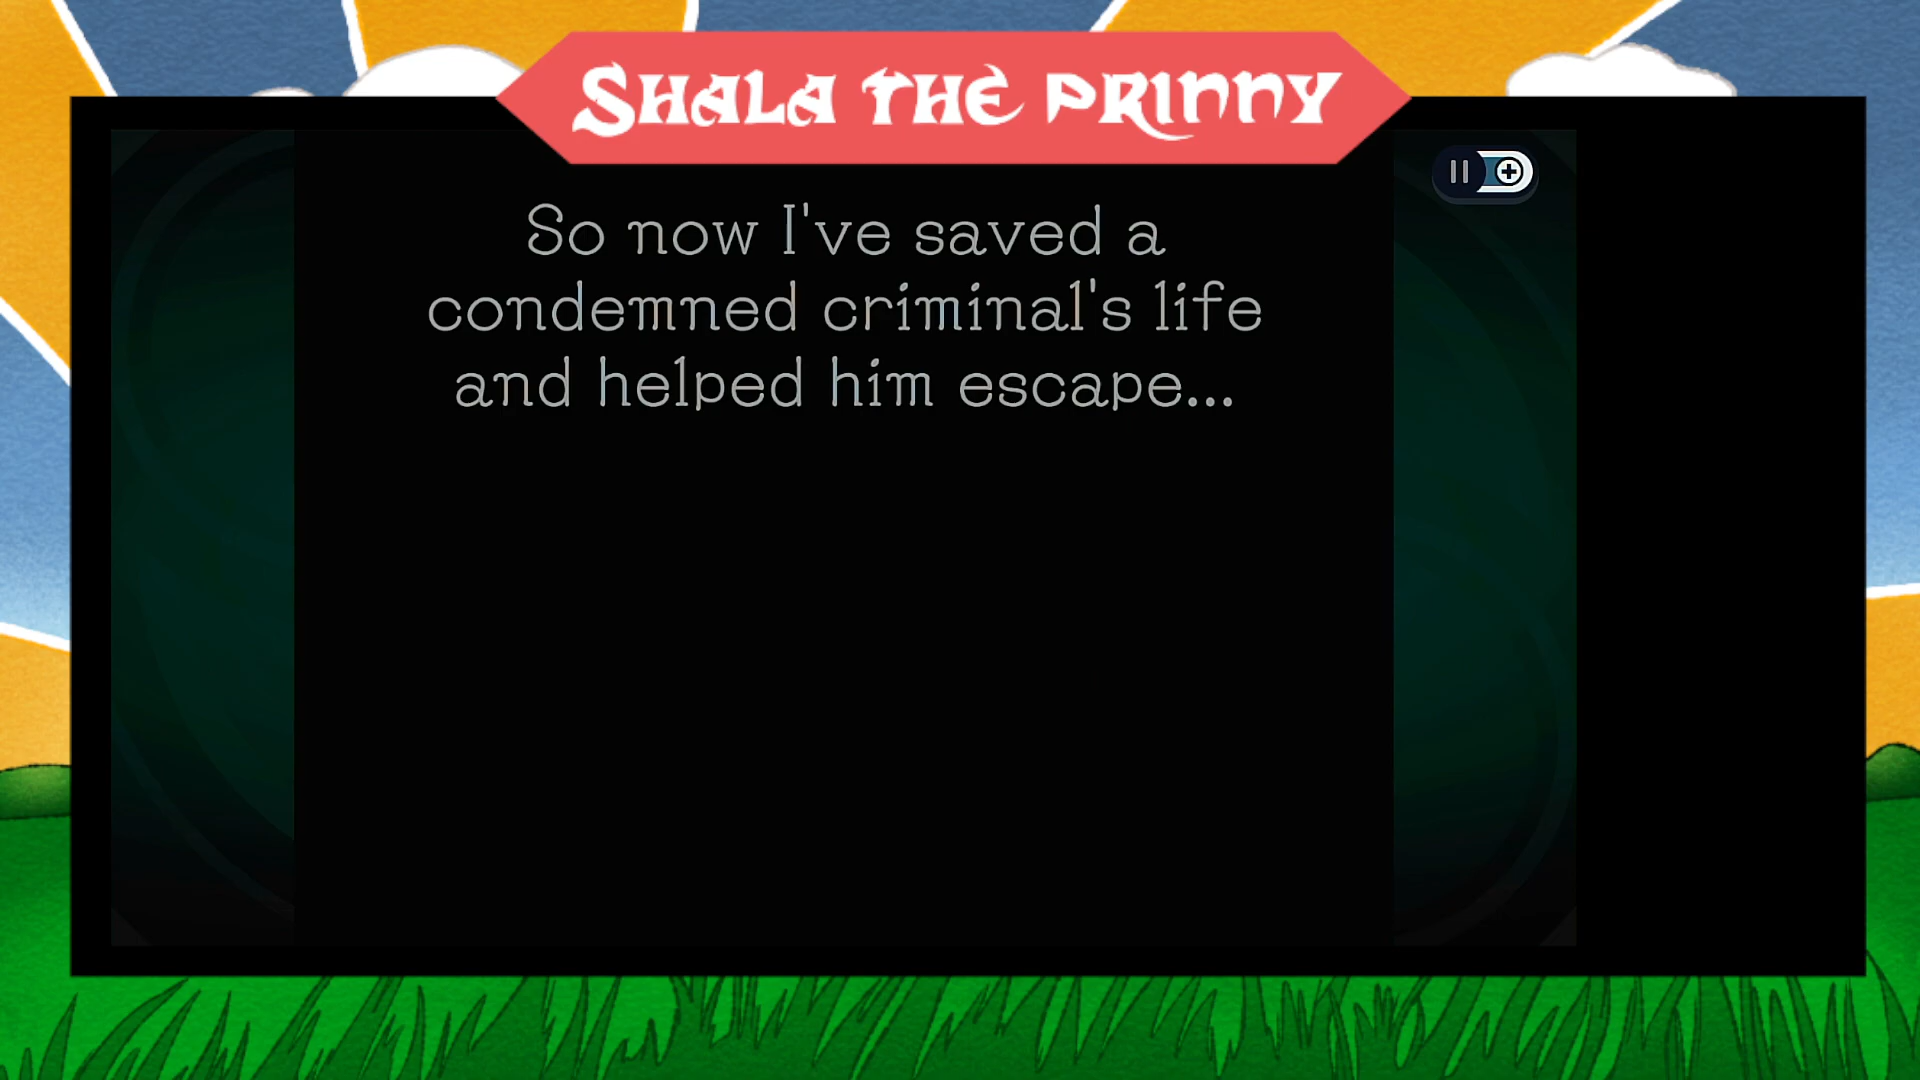 SHALA THE PRINNY
So now I've saved a
condemned criminal's life
and helped him escape...